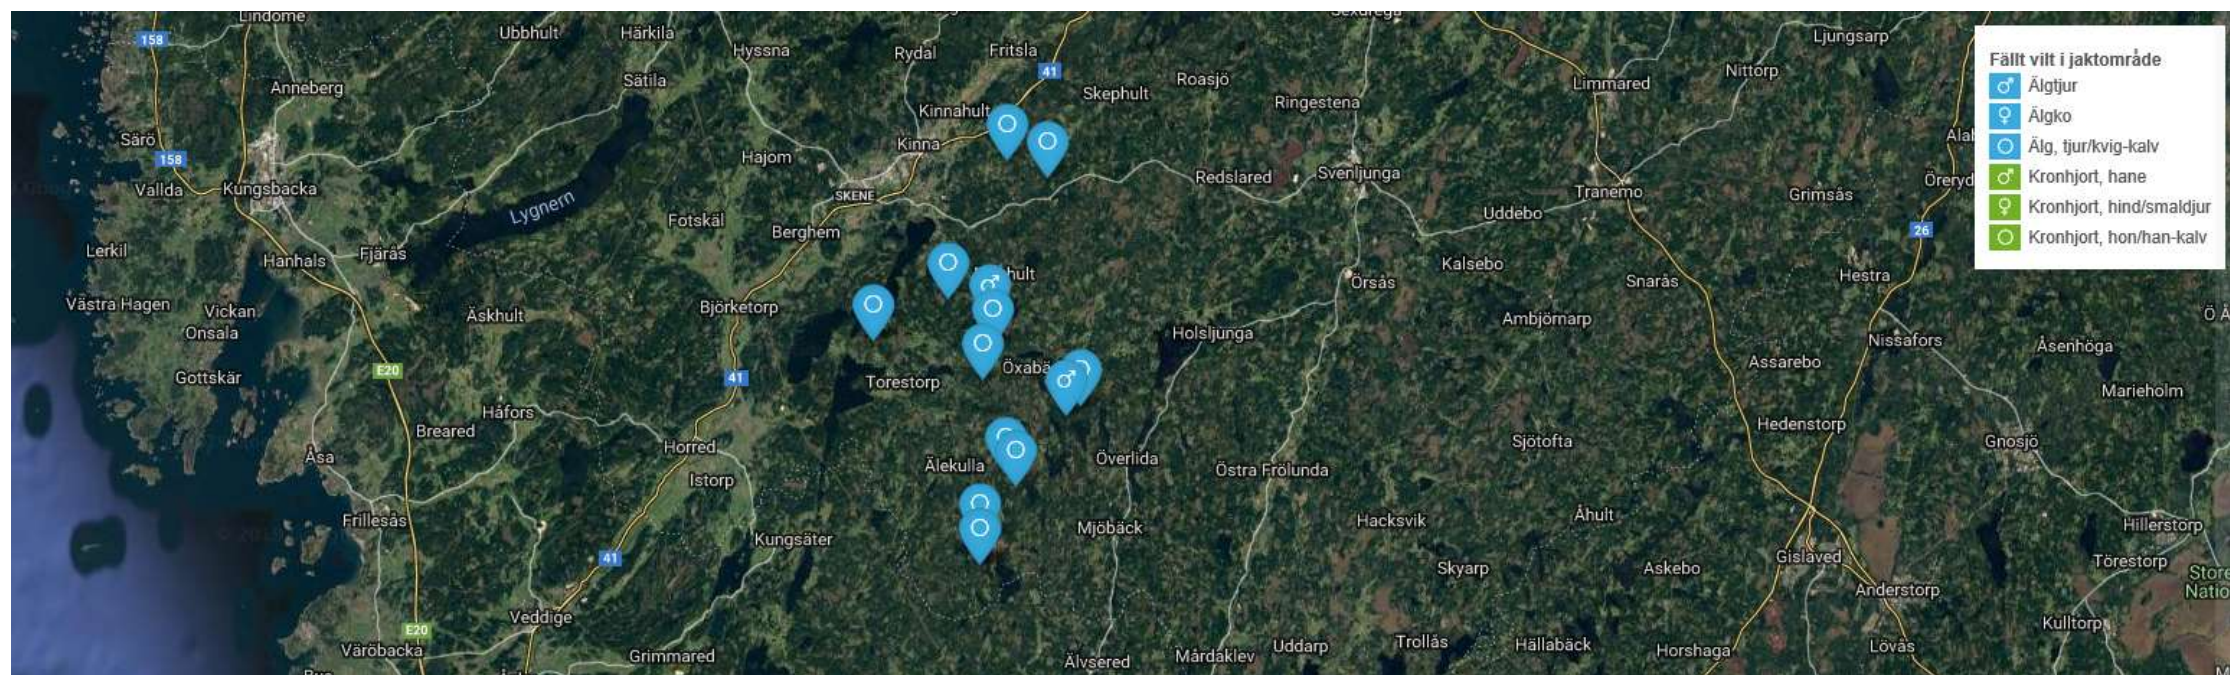 Lindome
Ubbhult
Härkila
Ljungsarp
158
Hyssna
Rydal
Fritsla
41
Nittorp
Sätila
Roasjö
Limmared
Anneberg
Skephult
Ringestena
Kinnahult
Särö
Kinna
158
Hajom
Redslared
Svenljunga
Vallda
Kungsbacka
SKENE
Tranemo
Grimsås
Lygnern
Fotskäl
Uddebo
Berghem
26
Lerkil
Fjärås
Hanhals
Kalsebo
Hestra
Örsås
Snarås
Västra Hagen
Vickan
Björketorp
Äskhult
Onsala
Holsljunga
Ambjörnarp
Nissafors
Åsenhöga
Assarebo
E20
Gottskär
41
Torestorp
Marieholm
Håfors
Breared
Hedenstorp
Horred
Sjötofta
Gnosjö
Åsa
Älekulla
Överlida
Östra Frölunda
Istorp
Frillesås
Hacksvik
Åhult
Mjöbäck
Hillerstorp
Kungsäter
41
Gislaved
Törestorp
Skyarp
Askebo
Anderstorp
Veddige
Kulltorp
E20
Väröbacka
Grimmared
Älvsered
Mårdaklev
Uddarp
Trollås
Hällabäck
Horshaga
Lövås
Fällt vilt i jaktområde
Älgtjur
Älgko
Älg, tjur/kvig-kalv
Kronhjort, hane
Kronhjort, hind/smaldjur
Kronhjort, hon/han-kalv